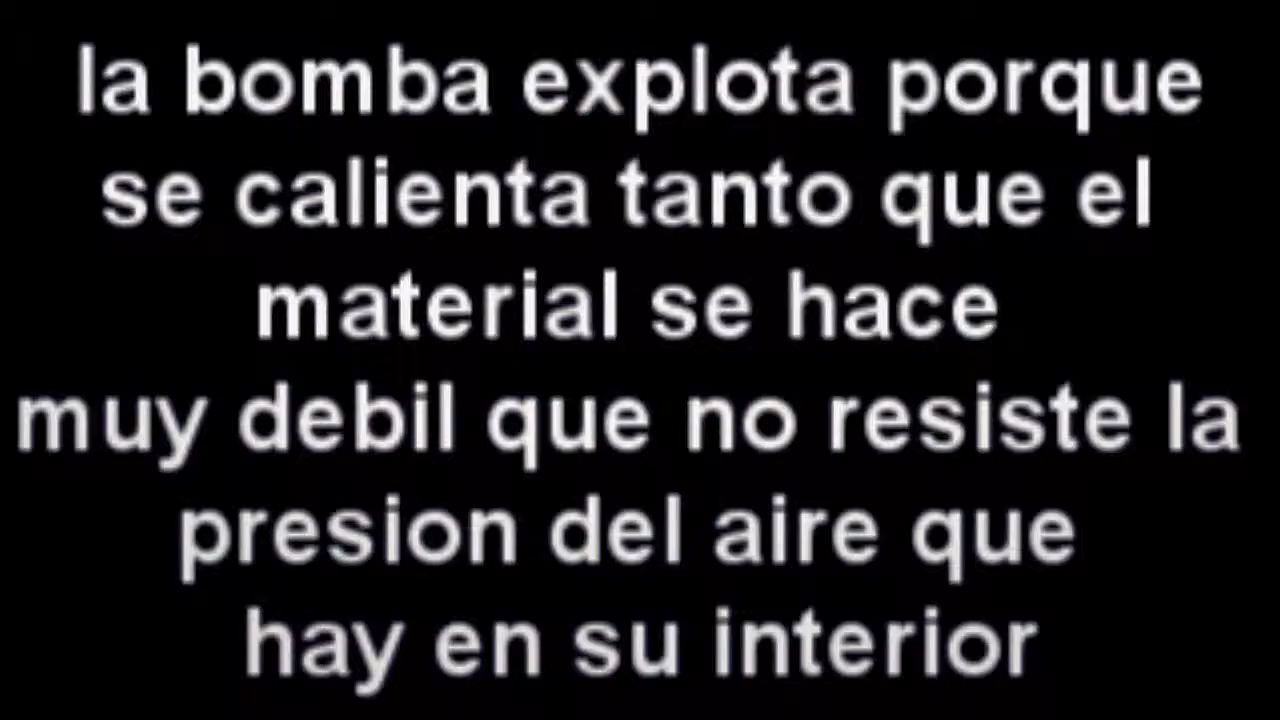 la bomba explota porque
se calienta tanto que el
material se hace
muy debil que no resiste la
presion del aire que
hay en su interior